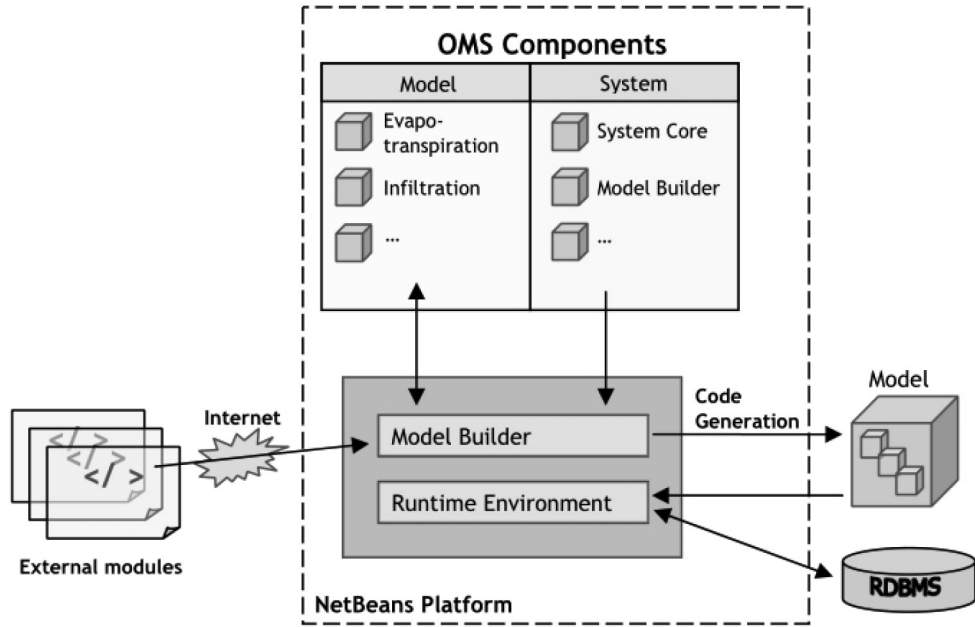 OMS Components
Model
System
Evapo-
transpiration
Infiltration
...
System Core
Model Builder
...
Internet
</> 
</> 
</>
External modules
Model Builder
Runtime Environment
NetBeans Platform
Code
Generation
Model
RDBMS